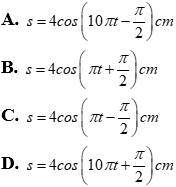 A. s = 4cos(10πt − π/2) cm
B. s = 4cos(πt + π/2) cm
C. s = 4cos(πt − π/2) cm
D. s = 4cos(10πt + π/2) cm